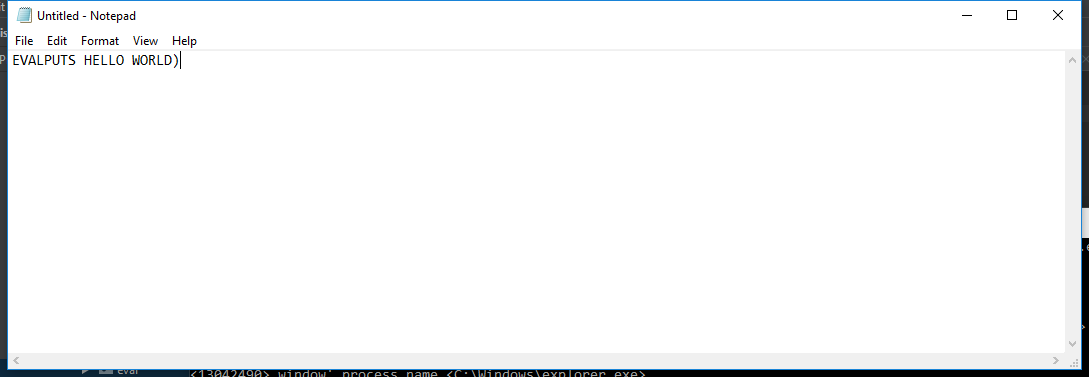 Untitled - Notepad
File Edit Format View Help
EVALPUTS HELLO WORLD)
eval
<13042490> window' process name <C:\Windows\explorer.exe>